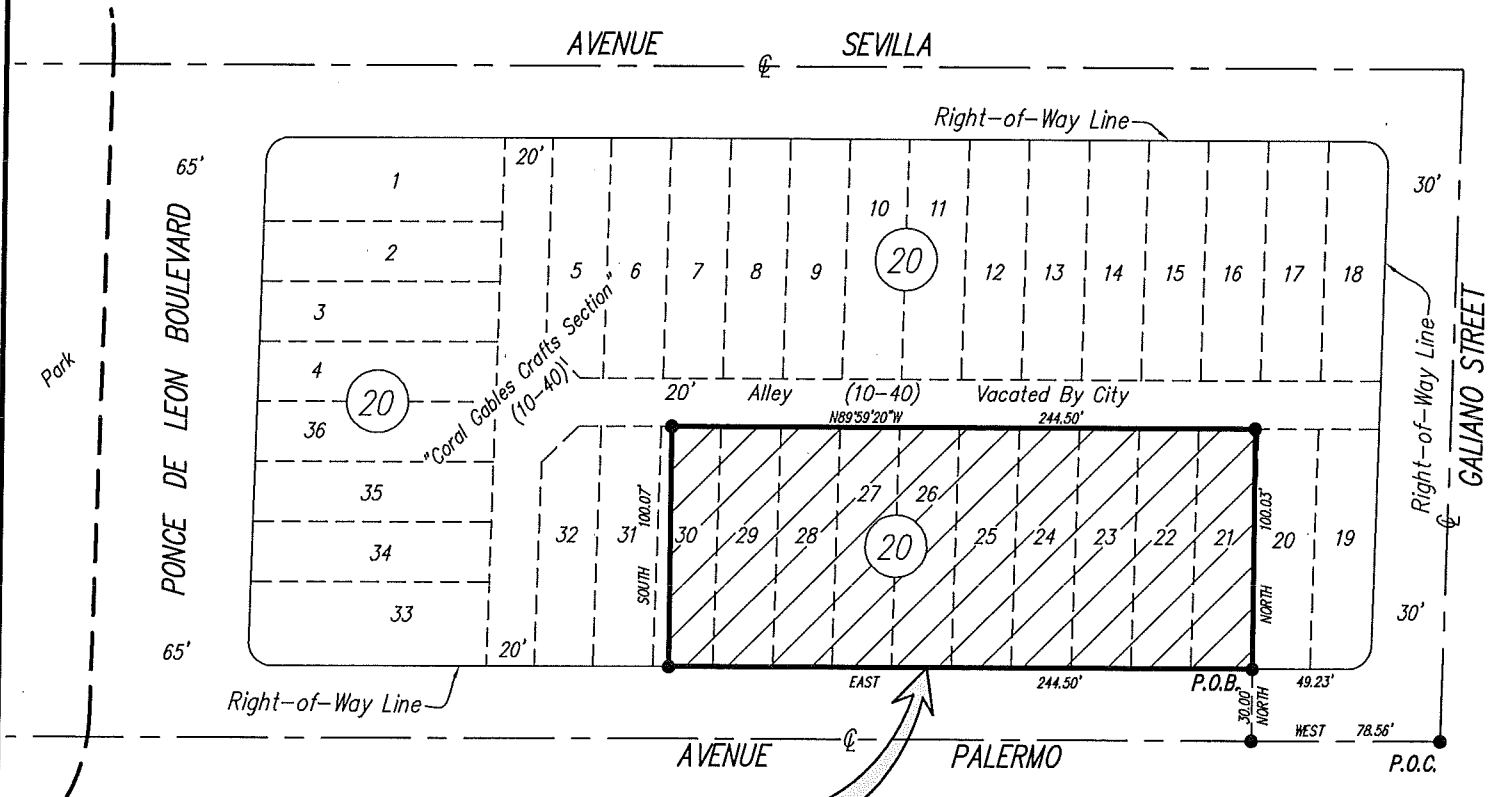 AVENUE SEVILLA
℄
Right-of-Way Line
65'
20'
30'
1
10 11
2
20
5 6 7 8 9 12 13 14 15 16 17 18
PONCE DE LEON BOULEVARD
3
"Coral Gables Crafts Section"
(10-40)
Park
4
20
20' Alley (10-40) Vacated By City
N89°59'20"W 244.50'
36
Right-of-Way Line
GALIANO STREET
℄
35
27 26
SOUTH 100.07'
NORTH 100.03'
32 31 30 29 28 20 25 24 23 22 21 20 19
34
33
30'
65'
20'
EAST 244.50' P.O.B. 49.23'
Right-of-Way Line
30.00'
NORTH
WEST 78.56'
℄
AVENUE PALERMO
P.O.C.